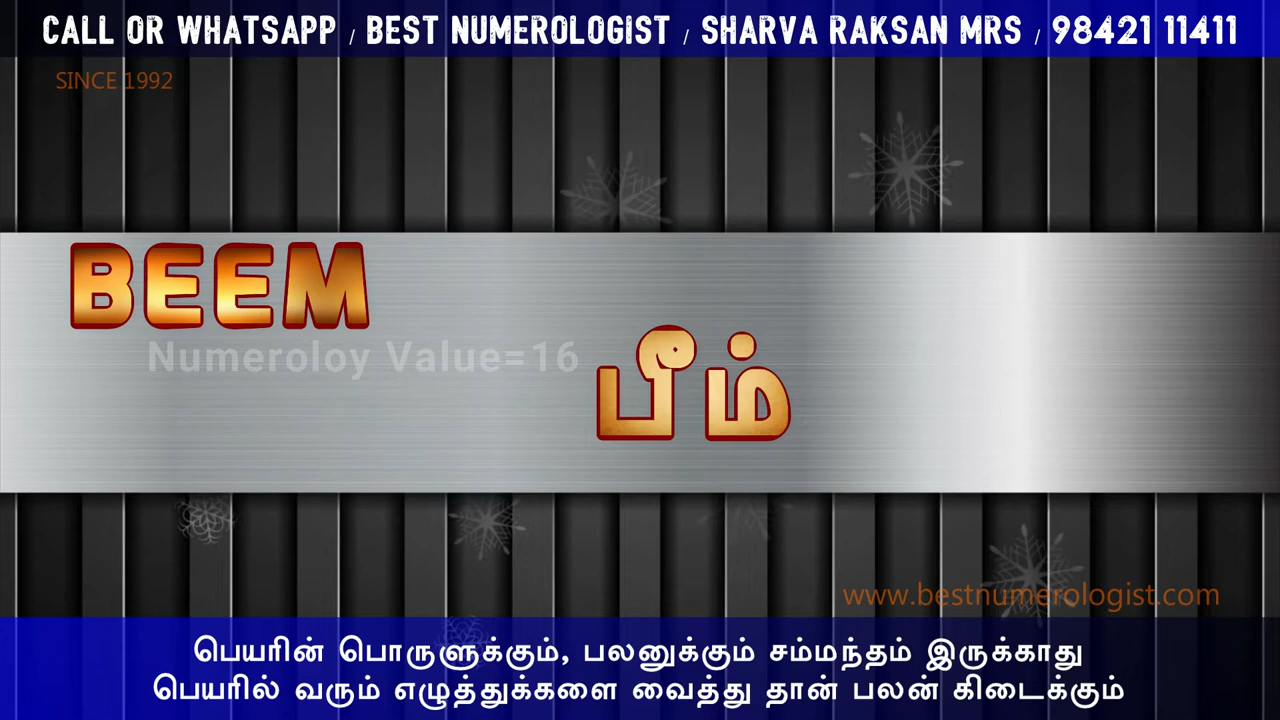 CALL OR WHATSAPP / BEST NUMEROLOGIST / SHARVA RAKSAN MRS / 98421 11411
SINCE 1992
BEEM
Numeroloy Value=16
பீம்
www.bestnumerologist.com
பெயரின் பொருளுக்கும், பலனுக்கும் சம்மந்தம் இருக்காது
பெயரில் வரும் எழுத்துக்களை வைத்து தான் பலன் கிடைக்கும்